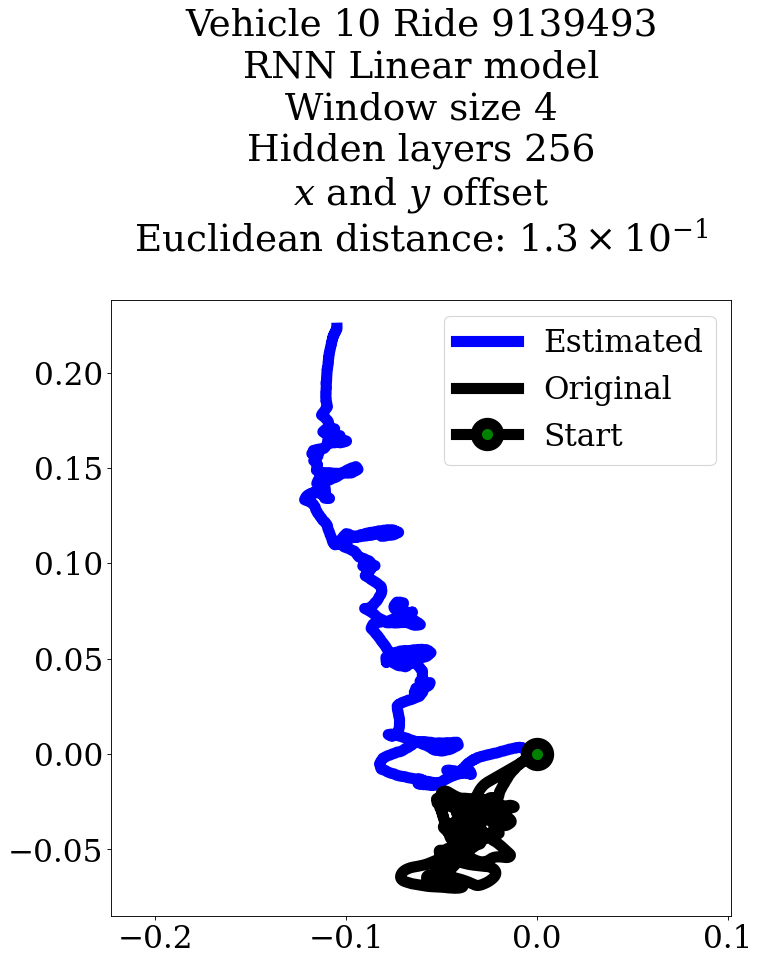 Vehicle 10 Ride 9139493
RNN Linear model
Window size 4
Hidden layers 256
x and y offset
Euclidean distance: 1.3 × 10⁻¹
Estimated
Original
Start
0.20
0.15
0.10
0.05
0.00
−0.05
−0.2
−0.1
0.0
0.1